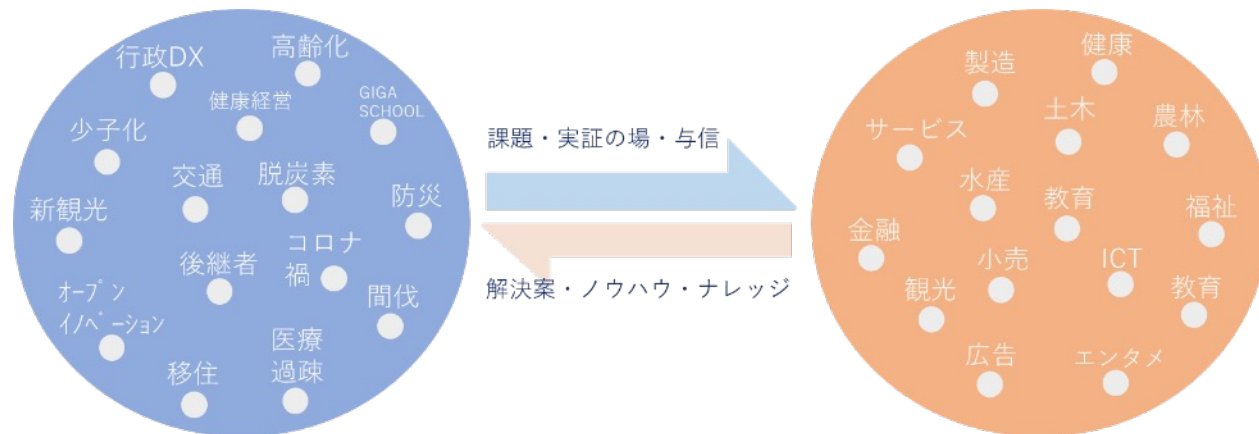 行政DX
高齢化
健康経営
GIGA
SCHOOL
少子化
交通
脱炭素
防災
新観光
後継者
コロナ
禍
間伐
ｵｰﾌﾟﾝ
ｲﾉﾍﾞｰｼｮﾝ
移住
医療
過疎
課題・実証の場・与信
解決案・ノウハウ・ナレッジ
製造
健康
サービス
土木
農林
水産
教育
福祉
金融
小売
ICT
観光
教育
広告
エンタメ